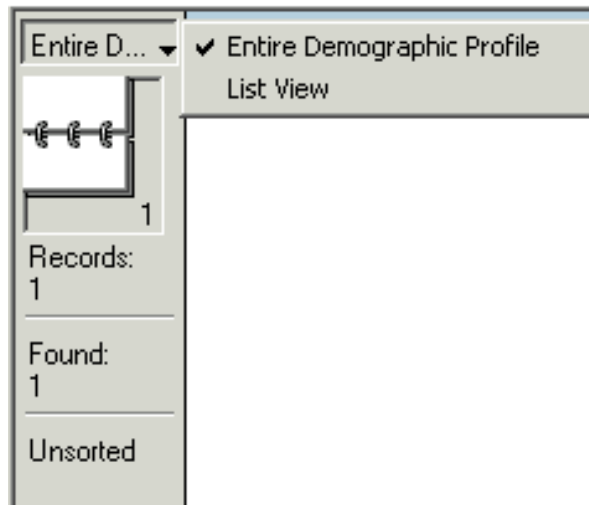 Entire D...
✔ Entire Demographic Profile
List View
1
Records:
1
Found:
1
Unsorted